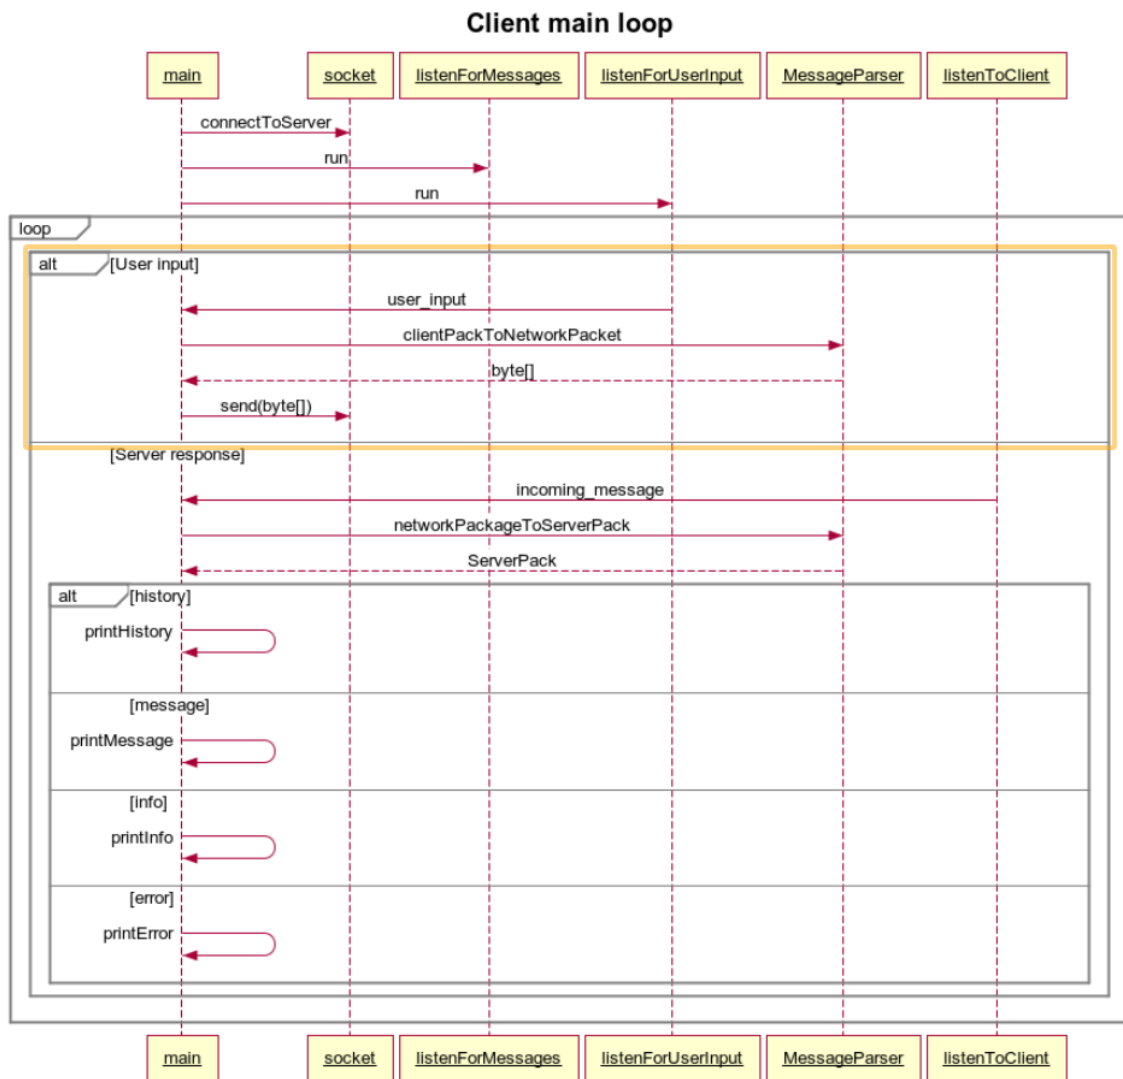 Client main loop
main socket listenForMessages listenForUserInput MessageParser listenToClient
connectToServer
run
run
loop
alt [User input]
user_input
clientPackToNetworkPacket
byte[]
send(byte[])
[Server response]
incoming_message
networkPackageToServerPack
ServerPack
alt [history]
printHistory
[message]
printMessage
[info]
printInfo
[error]
printError
main socket listenForMessages listenForUserInput MessageParser listenToClient